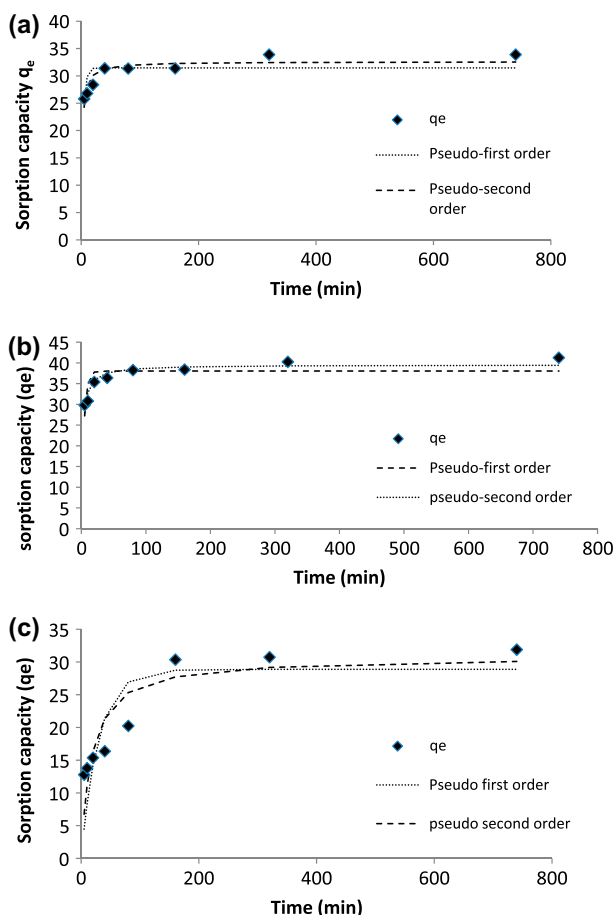 (a)
40
35
30
25
20
15
10
5
0
Sorption capacity qe
qe
Pseudo-first order
Pseudo-second
order
0 200 400 600 800
Time (min)
(b)
45
40
35
30
25
20
15
10
5
0
sorption capacity (qe)
qe
Pseudo-first order
pseudo-second order
0 100 200 300 400 500 600 700 800
Time (min)
(c)
35
30
25
20
15
10
5
0
Sorption capacity (qe)
qe
Pseudo first order
pseudo second order
0 200 400 600 800
Time (min)